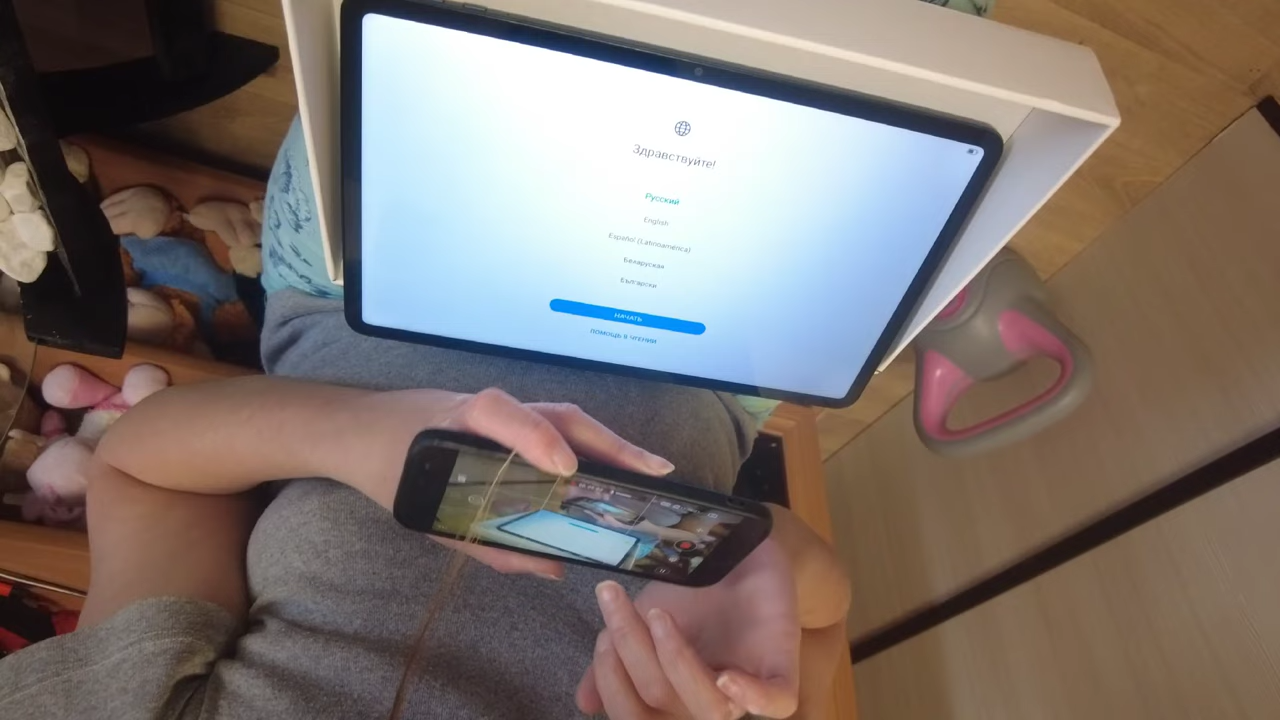 Здравствуйте!
Русский
English
Español (Latinoamérica)
Беларуская
Български
НАЧАТЬ
ПОМОЩЬ В ЧТЕНИИ